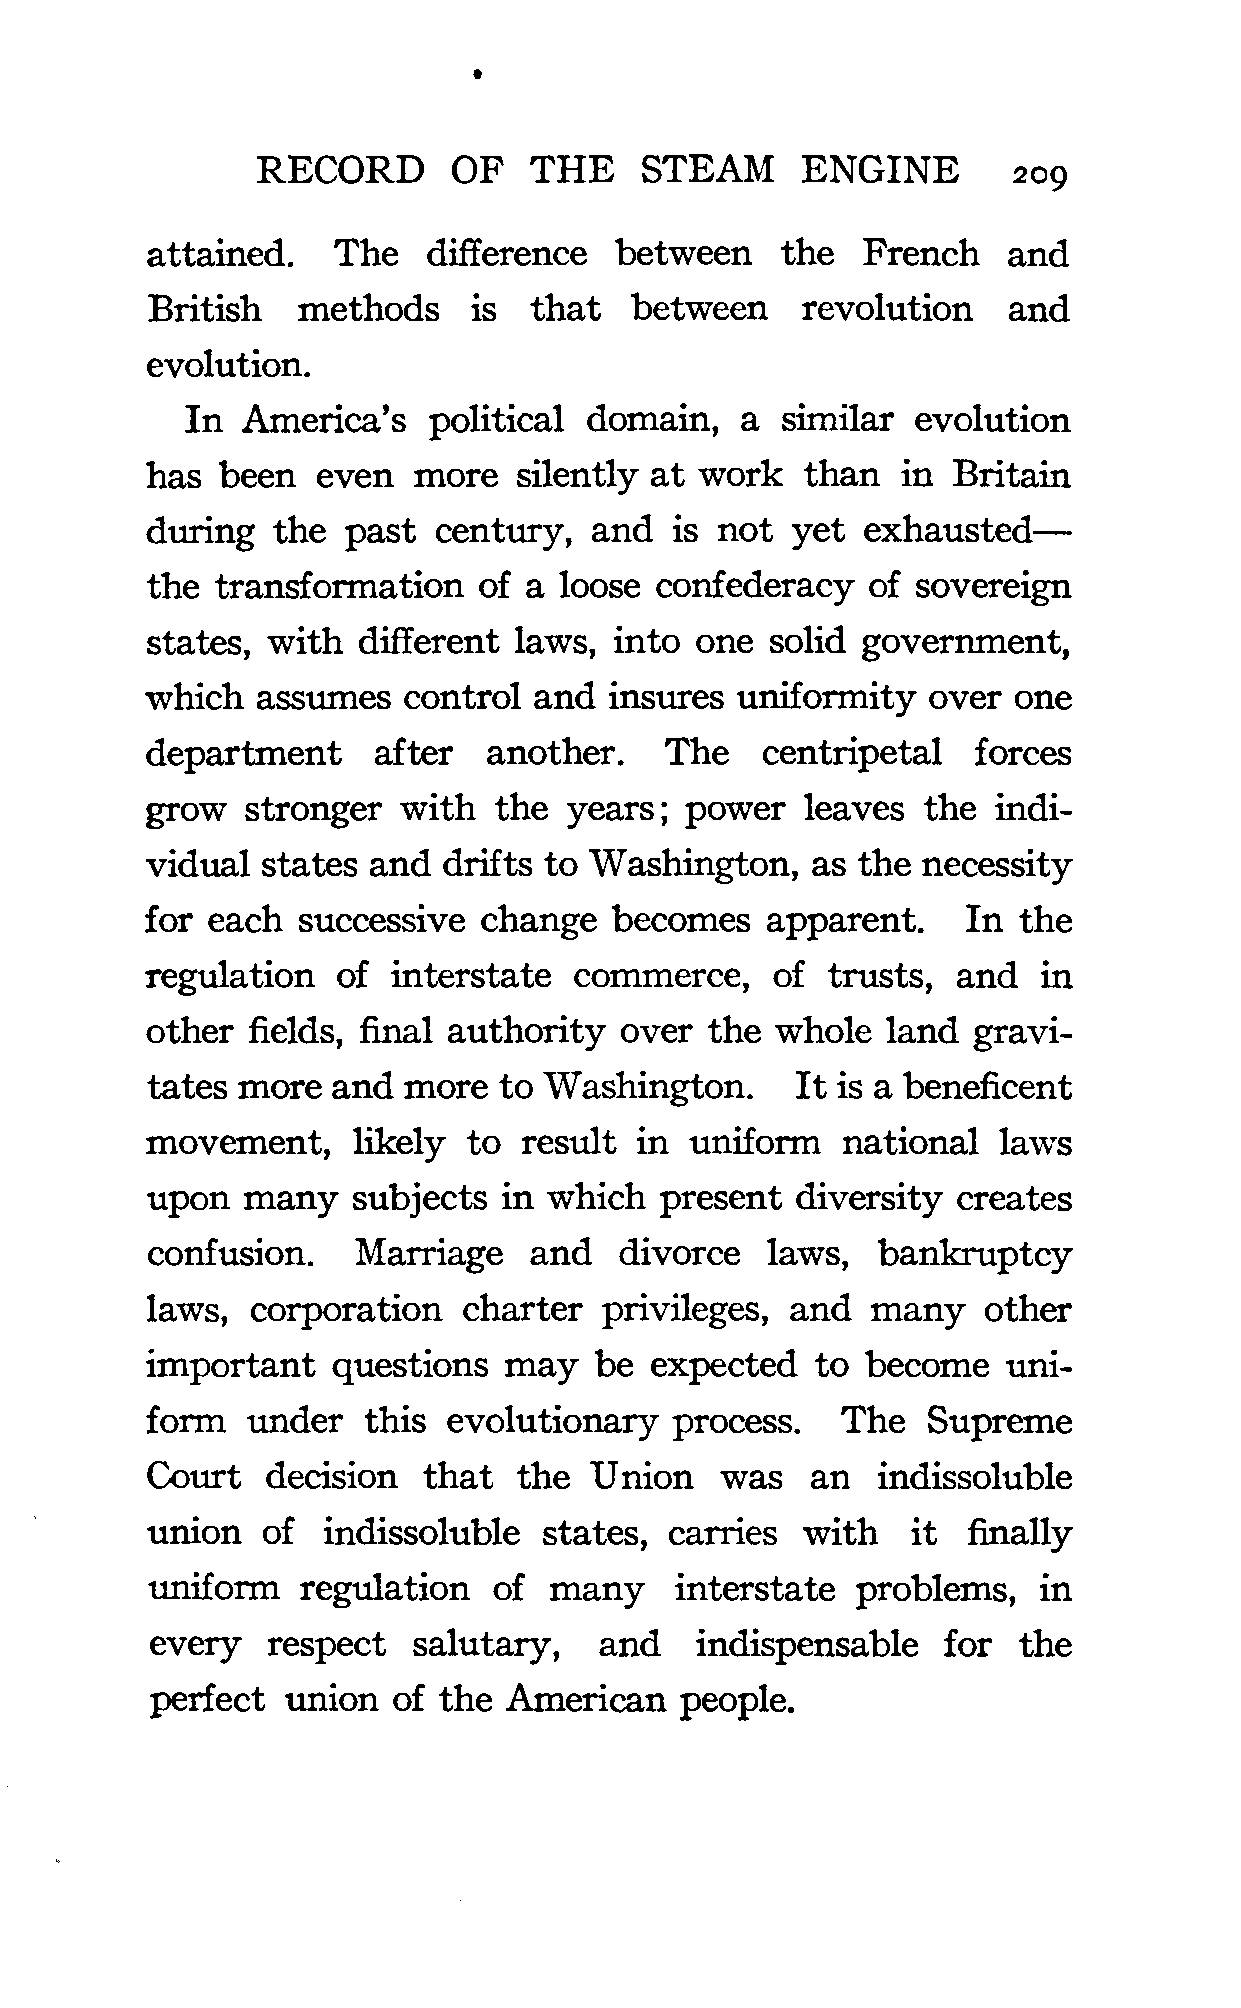 RECORD OF THE STEAM ENGINE 209
attained. The difference between the French and
British methods is that between revolution and
evolution.
In America's political domain, a similar evolution
has been even more silently at work than in Britain
during the past century, and is not yet exhausted—
the transformation of a loose confederacy of sovereign
states, with different laws, into one solid government,
which assumes control and insures uniformity over one
department after another. The centripetal forces
grow stronger with the years; power leaves the indi-
vidual states and drifts to Washington, as the necessity
for each successive change becomes apparent. In the
regulation of interstate commerce, of trusts, and in
other fields, final authority over the whole land gravi-
tates more and more to Washington. It is a beneficent
movement, likely to result in uniform national laws
upon many subjects in which present diversity creates
confusion. Marriage and divorce laws, bankruptcy
laws, corporation charter privileges, and many other
important questions may be expected to become uni-
form under this evolutionary process. The Supreme
Court decision that the Union was an indissoluble
union of indissoluble states, carries with it finally
uniform regulation of many interstate problems, in
every respect salutary, and indispensable for the
perfect union of the American people.